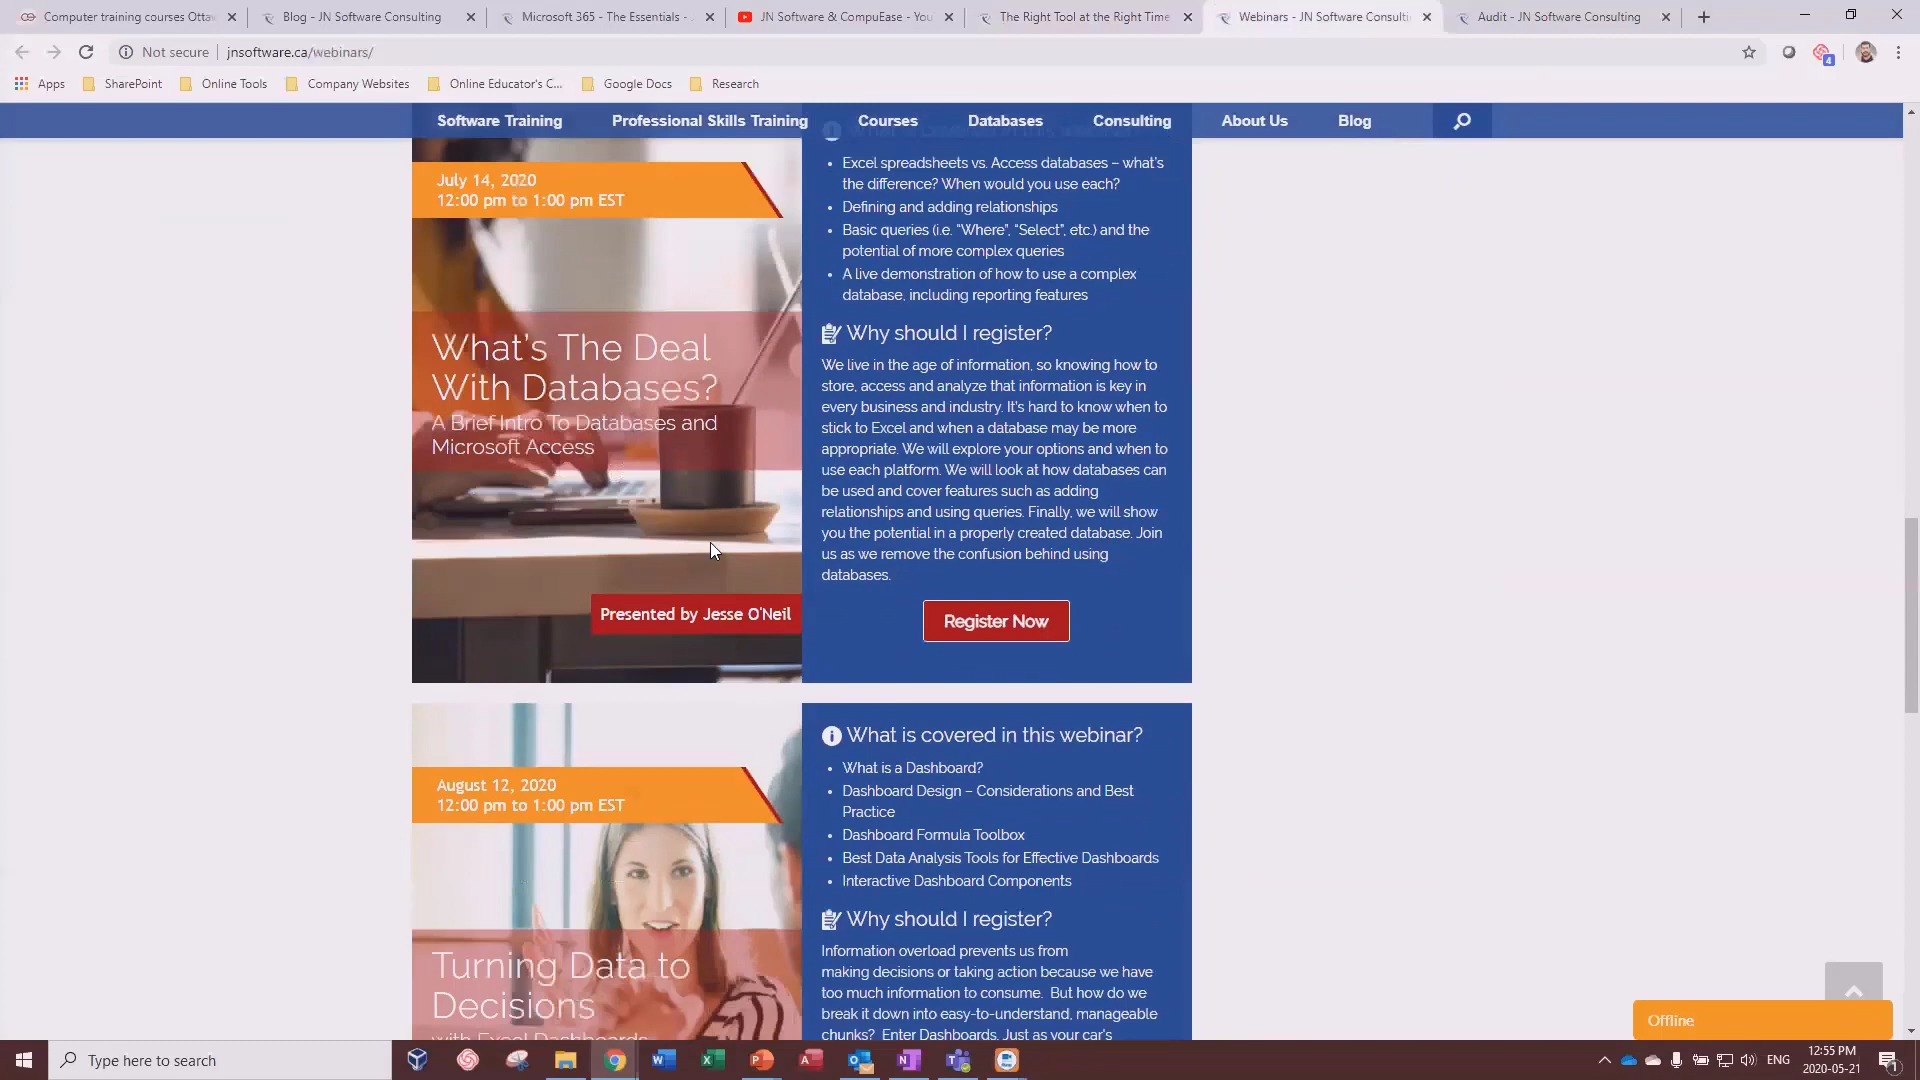 Computer training courses Otta
Blog - JN Software Consulting
Microsoft 365 - The Essentials -
JN Software & CompuEase - You
The Right Tool at the Right Time
Webinars - JN Software Consulti
Audit - JN Software Consulting
Not secure
jnsoftware.ca/webinars/
4
Apps
SharePoint
Online Tools
Company Websites
Online Educator's C...
Google Docs
Research
Software Training
Professional Skills Training
Courses
Databases
Consulting
About Us
Blog
July 14, 2020
12:00 pm to 1:00 pm EST
What's The Deal
With Databases?
A Brief Intro To Databases and
Microsoft Access
Presented by Jesse O'Neil
• Excel spreadsheets vs. Access databases – what's
the difference? When would you use each?
• Defining and adding relationships
• Basic queries (i.e. "Where", "Select", etc.) and the
potential of more complex queries
• A live demonstration of how to use a complex
database, including reporting features
Why should I register?
We live in the age of information, so knowing how to
store, access and analyze that information is key in
every business and industry. It's hard to know when to
stick to Excel and when a database may be more
appropriate. We will explore your options and when to
use each platform. We will look at how databases can
be used and cover features such as adding
relationships and using queries. Finally, we will show
you the potential in a properly created database. Join
us as we remove the confusion behind using
databases.
Register Now
August 12, 2020
12:00 pm to 1:00 pm EST
Turning Data to
Decisions
with Excel Dashboards
What is covered in this webinar?
• What is a Dashboard?
• Dashboard Design – Considerations and Best
Practice
• Dashboard Formula Toolbox
• Best Data Analysis Tools for Effective Dashboards
• Interactive Dashboard Components
Why should I register?
Information overload prevents us from
making decisions or taking action because we have
too much information to consume. But how do we
break it down into easy-to-understand, manageable
chunks? Enter Dashboards. Just as your car's
Offline
Type here to search
ENG
12:55 PM
2020-05-21
1